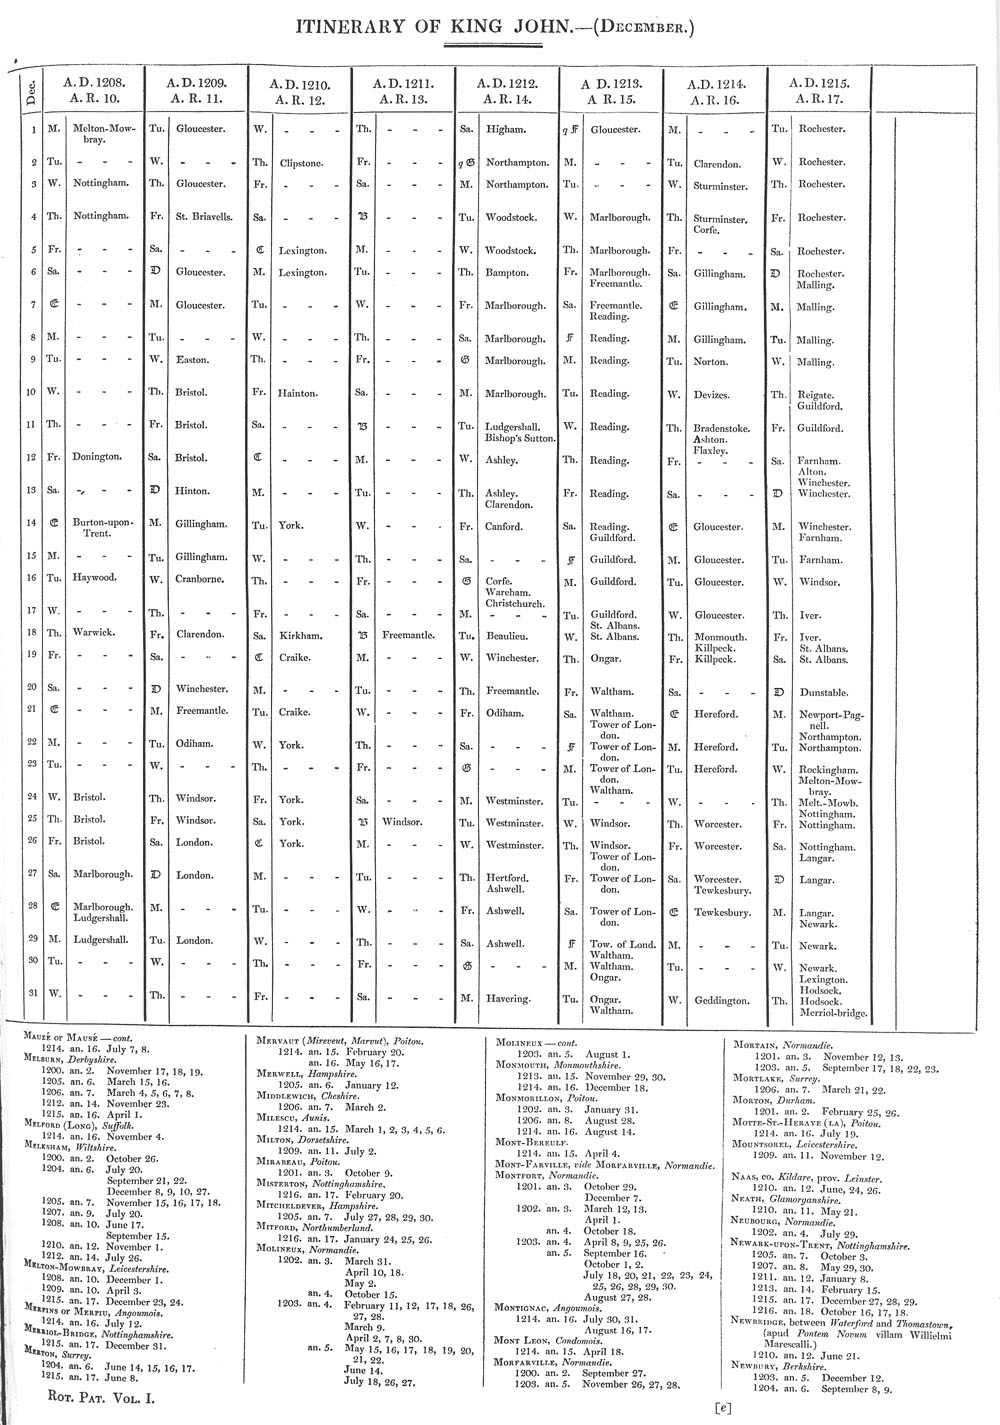 ITINERARY OF KING JOHN.—(DECEMBER.)
Dec. A.D. 1208. A.R. 10. A.D. 1209. A.R. 11. A.D. 1210. A.R. 12. A.D. 1211. A.R. 13. A.D. 1212. A.R. 14. A D. 1213. A R. 15. A.D. 1214. A.R. 16. A.D. 1215. A.R. 17.
1 M. Melton-Mowbray. Tu. Gloucester. W. - - - Th. - - - Sa. Higham. q F Gloucester. M. - - - Tu. Rochester.
2 Tu. - - - W. - - - Th. Clipstone. Fr. - - - q G Northampton. M. - - - Tu. Clarendon. W. Rochester.
3 W. Nottingham. Th. Gloucester. Fr. - - - Sa. - - - M. Northampton. Tu. - - - W. Sturminster. Th. Rochester.
4 Th. Nottingham. Fr. St. Briavells. Sa. - - - B - - - Tu. Woodstock. W. Marlborough. Th. Sturminster. Corfe. Fr. Rochester.
5 Fr. - - - Sa. - - - C Lexington. M. - - - W. Woodstock. Th. Marlborough. Fr. - - - Sa. Rochester.
6 Sa. - - - D Gloucester. M. Lexington. Tu. - - - Th. Bampton. Fr. Marlborough. Freemantle. Sa. Gillingham. D Rochester. Malling.
7 E - - - M. Gloucester. Tu. - - - W. - - - Fr. Marlborough. Sa. Freemantle. Reading. E Gillingham. M. Malling.
8 M. - - - Tu. - - - W. - - - Th. - - - Sa. Marlborough. F Reading. M. Gillingham. Tu. Malling.
9 Tu. - - - W. Easton. Th. - - - Fr. - - - G Marlborough. M. Reading. Tu. Norton. W. Malling.
10 W. - - - Th. Bristol. Fr. Hainton. Sa. - - - M. Marlborough. Tu. Reading. W. Devizes. Th. Reigate. Guildford.
11 Th. - - - Fr. Bristol. Sa. - - - B - - - Tu. Ludgershall. Bishop's Sutton. W. Reading. Th. Bradenstoke. Ashton. Flaxley. Fr. Guildford.
12 Fr. Donington. Sa. Bristol. C - - - M. - - - W. Ashley. Th. Reading. Fr. - - - Sa. Farnham. Alton. Winchester.
13 Sa. - - - D Hinton. M. - - - Tu. - - - Th. Ashley. Clarendon. Fr. Reading. Sa. - - - D Winchester.
14 E Burton-upon-Trent. M. Gillingham. Tu. York. W. - - - Fr. Canford. Sa. Reading. Guildford. E Gloucester. M. Winchester. Farnham.
15 M. - - - Tu. Gillingham. W. - - - Th. - - - Sa. - - - F Guildford. M. Gloucester. Tu. Farnham.
16 Tu. Haywood. W. Cranborne. Th. - - - Fr. - - - G Corfe. Wareham. Christchurch. M. Guildford. Tu. Gloucester. W. Windsor.
17 W. - - - Th. - - - Fr. - - - Sa. - - - M. - - - Tu. Guildford. St. Albans. W. Gloucester. Th. Iver.
18 Th. Warwick. Fr. Clarendon. Sa. Kirkham. B Freemantle. Tu. Beaulieu. W. St. Albans. Th. Monmouth. Killpeck. Fr. Iver. St. Albans.
19 Fr. - - - Sa. - - - C Craike. M. - - - W. Winchester. Th. Ongar. Fr. Killpeck. Sa. St. Albans.
20 Sa. - - - D Winchester. M. - - - Tu. - - - Th. Freemantle. Fr. Waltham. Sa. - - - D Dunstable.
21 E - - - M. Freemantle. Tu. Craike. W. - - - Fr. Odiham. Sa. Waltham. Tower of London. E Hereford. M. Newport-Pagnell. Northampton.
22 M. - - - Tu. Odiham. W. York. Th. - - - Sa. - - - F Tower of London. M. Hereford. Tu. Northampton.
23 Tu. - - - W. - - - Th. - - - Fr. - - - G - - - M. Tower of London. Waltham. Tu. Hereford. W. Rockingham. Melton-Mowbray.
24 W. Bristol. Th. Windsor. Fr. York. Sa. - - - M. Westminster. Tu. - - - W. - - - Th. Melt.-Mowb. Nottingham.
25 Th. Bristol. Fr. Windsor. Sa. York. B Windsor. Tu. Westminster. W. Windsor. Th. Worcester. Fr. Nottingham.
26 Fr. Bristol. Sa. London. C York. M. - - - W. Westminster. Th. Windsor. Tower of London. Fr. Worcester. Sa. Nottingham. Langar.
27 Sa. Marlborough. D London. M. - - - Tu. - - - Th. Hertford. Ashwell. Fr. Tower of London. Sa. Worcester. Tewkesbury. D Langar.
28 E Marlborough. Ludgershall. M. - - - Tu. - - - W. - - - Fr. Ashwell. Sa. Tower of London. E Tewkesbury. M. Langar. Newark.
29 M. Ludgershall. Tu. London. W. - - - Th. - - - Sa. Ashwell. F Tow. of Lond. Waltham. M. - - - Tu. Newark.
30 Tu. - - - W. - - - Th. - - - Fr. - - - G - - - M. Waltham. Ongar. Tu. - - - W. Newark. Lexington. Hodsock.
31 W. - - - Th. - - - Fr. - - - Sa. - - - M. Havering. Tu. Ongar. Waltham. W. Geddington. Th. Hodsock. Merriol-bridge.
MAUZÉ or MAUSÉ—cont.
1214. an. 16. July 7, 8.
MELBURN, Derbyshire.
1200. an. 2. November 17, 18, 19.
1205. an. 6. March 15, 16.
1206. an. 7. March 4, 5, 6, 7, 8.
1212. an. 14. November 23.
1215. an. 16. April 1.
MELFORD (LONG), Suffolk.
1214. an. 16. November 4.
MELKSHAM, Wiltshire.
1200. an. 2. October 26.
1204. an. 6. July 20.
September 21, 22.
December 8, 9, 10, 27.
1205. an. 7. November 15, 16, 17, 18.
1207. an. 9. July 20.
1208. an. 10. June 17.
September 15.
1210. an. 12. November 1.
1212. an. 14. July 26.
MELTON-MOWBRAY, Leicestershire.
1208. an. 10. December 1.
1209. an. 10. April 3.
1215. an. 17. December 23, 24.
MERPINS or MERPIU, Angoumois.
1214. an. 16. July 12.
MERRIOL-BRIDGE, Nottinghamshire.
1215. an. 17. December 31.
MERTON, Surrey.
1204. an. 6. June 14, 15, 16, 17.
1215. an. 17. June 8.
MERVAUT (Mireveut, Marvut), Poitou.
1214. an. 15. February 20.
an. 16. May 16, 17.
MERWELL, Hampshire.
1205. an. 6. January 12.
MIDDLEWICH, Cheshire.
1206. an. 7. March 2.
MILESCU, Aunis.
1214. an. 15. March 1, 2, 3, 4, 5, 6.
MILTON, Dorsetshire.
1209. an. 11. July 2.
MIRABEAU, Poitou.
1201. an. 3. October 9.
MISTERTON, Nottinghamshire.
1216. an. 17. February 20.
MITCHELDEVER, Hampshire.
1205. an. 7. July 27, 28, 29, 30.
MITFORD, Northumberland.
1216. an. 17. January 24, 25, 26.
MOLINEUX, Normandie.
1202. an. 3. March 31.
April 10, 18.
May 2.
an. 4. October 15.
1203. an. 4. February 11, 12, 17, 18, 26,
27, 28.
March 9.
April 2, 7, 8, 30.
an. 5. May 15, 16, 17, 18, 19, 20,
21, 22.
June 14.
July 18, 26, 27.
MOLINEUX—cont.
1203. an. 5. August 1.
MONMOUTH, Monmouthshire.
1213. an. 15. November 29, 30.
1214. an. 16. December 18.
MONMORILLON, Poitou.
1202. an. 3. January 31.
1206. an. 8. August 28.
1214. an. 16. August 14.
MONT-BEREULF.
1214. an. 15. April 4.
MONT-FARVILLE, vide MORFARVILLE, Normandie.
MONTFORT, Normandie.
1201. an. 3. October 29.
December 7.
1202. an. 3. March 12, 13.
April 1.
an. 4. October 18.
1203. an. 4. April 8, 9, 25, 26.
an. 5. September 16.
October 1, 2.
July 18, 20, 21, 22, 23, 24,
25, 26, 28, 29, 30.
August 27, 28.
MONTIGNAC, Angoumois.
1214. an. 16. July 30, 31.
August 16, 17.
MONT LEON, Condomois.
1214. an. 15. April 18.
MORFARVILLE, Normandie.
1200. an. 2. September 27.
1203. an. 5. November 26, 27, 28.
MORTAIN, Normandie.
1201. an. 3. November 12, 13.
1203. an. 5. September 17, 18, 22, 23.
MORTLAKE, Surrey.
1206. an. 7. March 21, 22.
MORTON, Durham.
1201. an. 2. February 25, 26.
MOTTE-ST.-HERAYE (LA), Poitou.
1214. an. 16. July 19.
MOUNTSOREL, Leicestershire.
1209. an. 11. November 12.
NAAS, co. Kildare, prov. Leinster.
1210. an. 12. June, 24, 26.
NEATH, Glamorganshire.
1210. an. 11. May 21.
NEUBOURG, Normandie.
1202. an. 4. July 29.
NEWARK-UPON-TRENT, Nottinghamshire.
1205. an. 7. October 3.
1207. an. 8. May 29, 30.
1211. an. 12. January 8.
1213. an. 14. February 15.
1215. an. 17. December 27, 28, 29.
1216. an. 18. October 16, 17, 18.
NEWBRIDGE, between Waterford and Thomastown,
(apud Pontem Novum villam Willielmi
Marescalli.)
1210. an. 12. June 21.
NEWBURY, Berkshire.
1203. an. 5. December 12.
1204. an. 6. September 8, 9.
ROT. PAT. VOL. I.
[e]